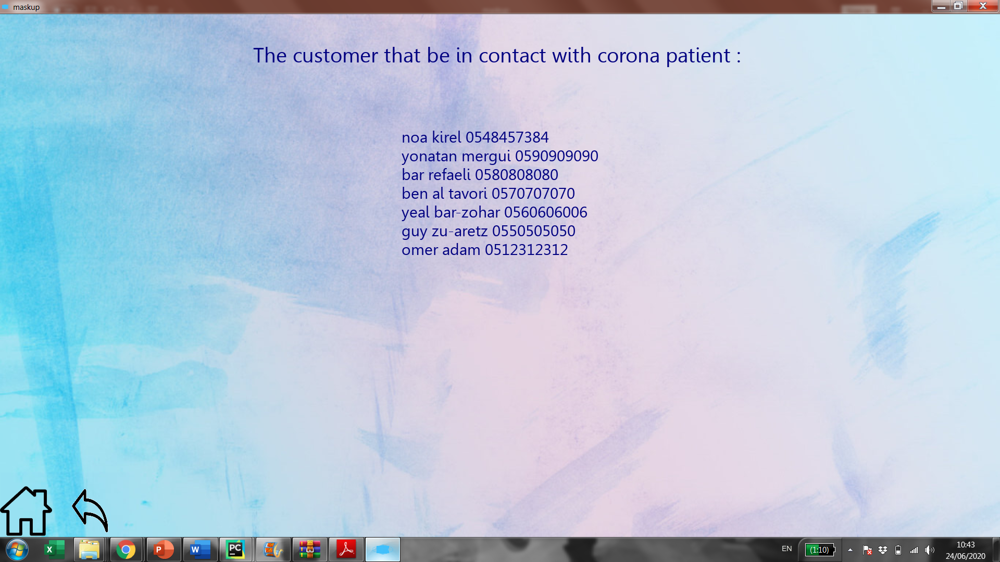 maskup
The customer that be in contact with corona patient :
noa kirel 0548457384
yonatan mergui 0590909090
bar refaeli 0580808080
ben al tavori 0570707070
yeal bar-zohar 0560606006
guy zu-aretz 0550505050
omer adam 0512312312
EN
(1:10)
10:43
24/06/2020